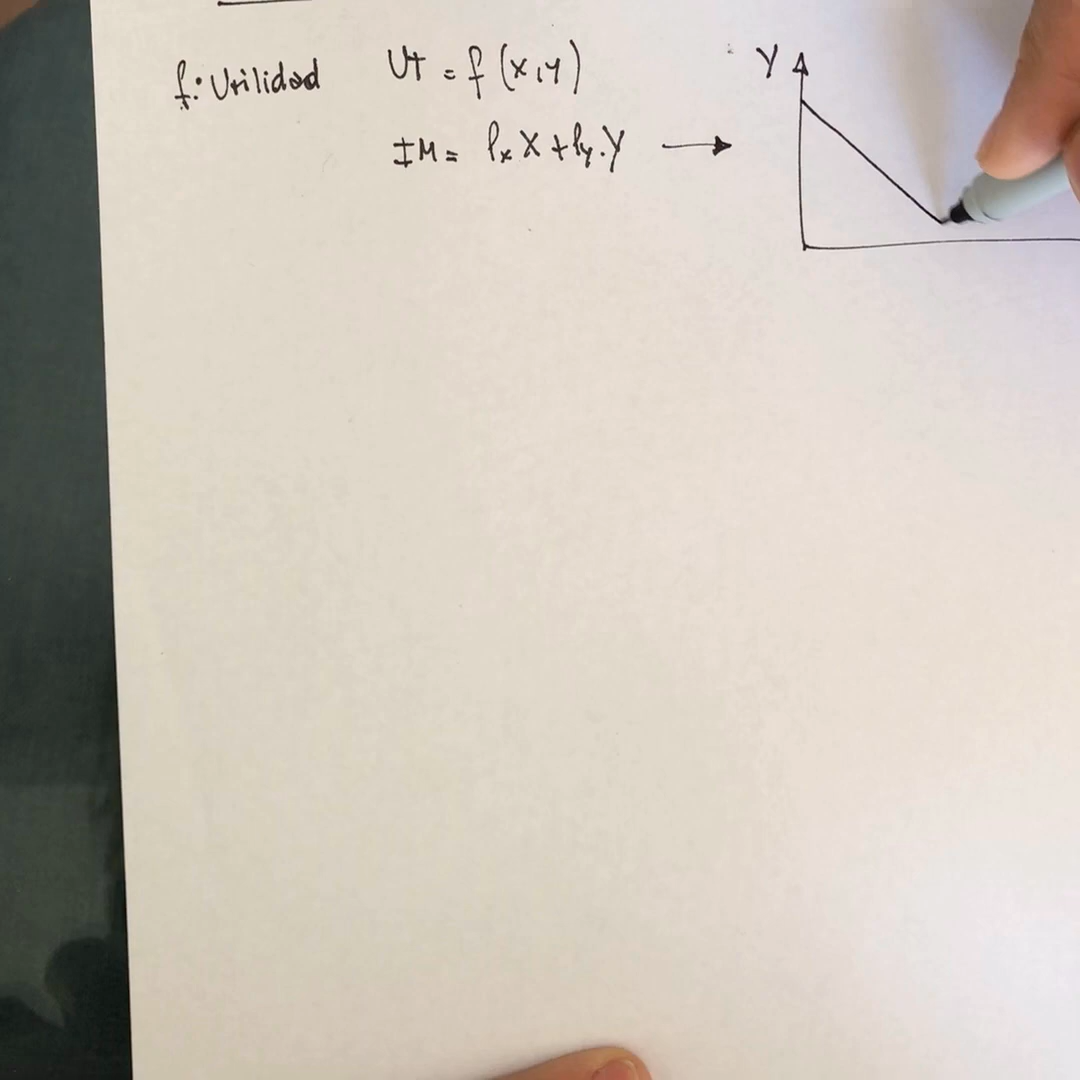 f: Utilidad UT = f (x, y)
IM = Px X + Py . Y
Y